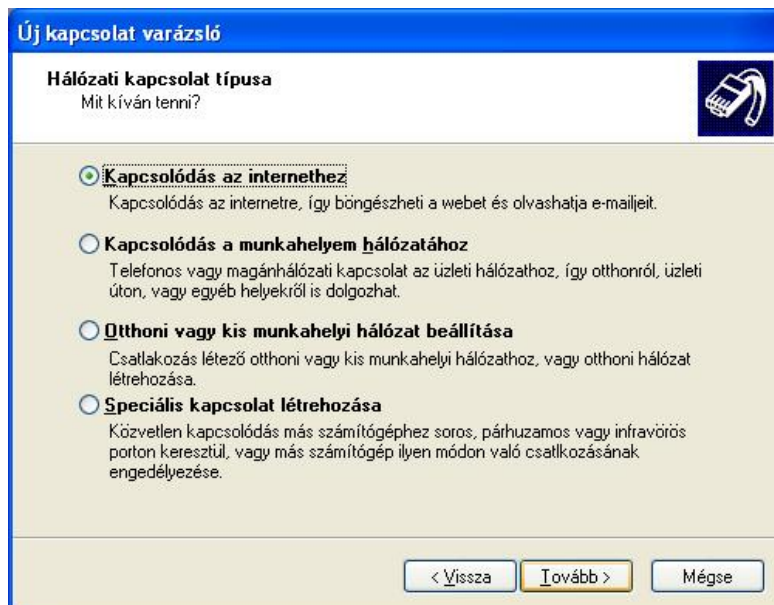 Új kapcsolat varázsló
Hálózati kapcsolat típusa
Mit kíván tenni?
Kapcsolódás az internethez
Kapcsolódás az internetre, így böngészheti a webet és olvashatja e-mailjeit.
Kapcsolódás a munkahelyem hálózatához
Telefonos vagy magánhálózati kapcsolat az üzleti hálózathoz, így otthonról, üzleti
úton, vagy egyéb helyekről is dolgozhat.
Otthoni vagy kis munkahelyi hálózat beállítása
Csatlakozás létező otthoni vagy kis munkahelyi hálózathoz, vagy otthoni hálózat
létrehozása.
Speciális kapcsolat létrehozása
Közvetlen kapcsolódás más számítógéphez soros, párhuzamos vagy infravörös
porton keresztül, vagy más számítógép ilyen módon való csatlkozásának
engedélyezése.
< Vissza Tovább > Mégse